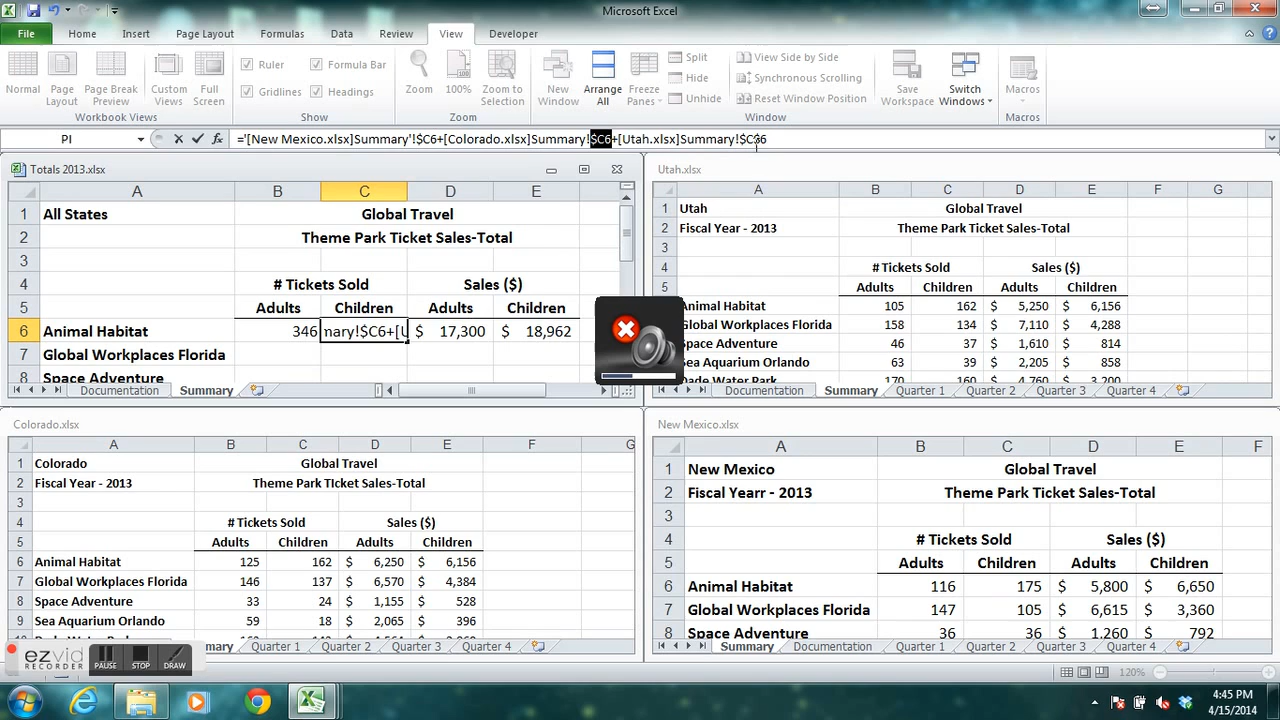 Microsoft Excel
File Home Insert Page Layout Formulas Data Review View Developer
Normal Page Layout Page Break Preview Custom Views Full Screen
Ruler Formula Bar
Gridlines Headings
Zoom 100% Zoom to Selection
New Window Arrange All Freeze Panes
Split
Hide
Unhide
View Side by Side
Synchronous Scrolling
Reset Window Position
Save Workspace Switch Windows Macros
Workbook Views Show Zoom Window Macros
PI ='[New Mexico.xlsx]Summary'!$C6+[Colorado.xlsx]Summary!$C6+[Utah.xlsx]Summary!$C6
Totals 2013.xlsx
A B C D E
1 All States Global Travel
2 Theme Park Ticket Sales-Total
3
4 # Tickets Sold Sales ($)
5 Adults Children Adults Children
6 Animal Habitat 346 nary!$C6+[U $ 17,300 $ 18,962
7 Global Workplaces Florida
8 Space Adventure
Documentation Summary
Utah.xlsx
A B C D E F G
1 Utah Global Travel
2 Fiscal Year - 2013 Theme Park Ticket Sales-Total
3
4 # Tickets Sold Sales ($)
5 Adults Children Adults Children
Animal Habitat 105 162 $ 5,250 $ 6,156
Global Workplaces Florida 158 134 $ 7,110 $ 4,288
Space Adventure 46 37 $ 1,610 $ 814
Sea Aquarium Orlando 63 39 $ 2,205 $ 858
Dade Water Park 170 160 $ 4,760 $ 3,200
Documentation Summary Quarter 1 Quarter 2 Quarter 3 Quarter 4
Colorado.xlsx
A B C D E F G
1 Colorado Global Travel
2 Fiscal Year - 2013 Theme Park TIcket Sales-Total
3
4 # Tickets Sold Sales ($)
5 Adults Children Adults Children
6 Animal Habitat 125 162 $ 6,250 $ 6,156
7 Global Workplaces Florida 146 137 $ 6,570 $ 4,384
8 Space Adventure 33 24 $ 1,155 $ 528
9 Sea Aquarium Orlando 59 18 $ 2,065 $ 396
Quarter 1 Quarter 2 Quarter 3 Quarter 4
New Mexico.xlsx
A B C D E F
1 New Mexico Global Travel
2 Fiscal Yearr - 2013 Theme Park TIcket Sales-Total
3
4 # Tickets Sold Sales ($)
5 Adults Children Adults Children
6 Animal Habitat 116 175 $ 5,800 $ 6,650
7 Global Workplaces Florida 147 105 $ 6,615 $ 3,360
8 Space Adventure 36 36 $ 1,260 $ 792
Summary Documentation Quarter 1 Quarter 2 Quarter 3
ezvid
RECORDER
PAUSE STOP DRAW
120%
4:45 PM
4/15/2014